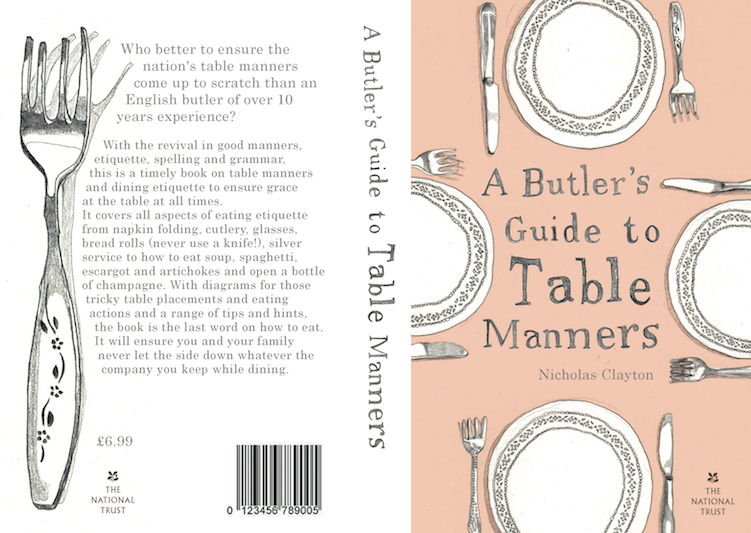 Who better to ensure the
nation's table manners
come up to scratch than an
English butler of over 10
years experience?
With the revival in good manners,
etiquette, spelling and grammar,
this is a timely book on table manners
and dining etiquette to ensure grace
at the table at all times.
It covers all aspects of eating etiquette
from napkin folding, cutlery, glasses,
bread rolls (never use a knife!), silver
service to how to eat soup, spaghetti,
escargot and artichokes and open a bottle
of champagne. With diagrams for those
tricky table placements and eating
actions and a range of tips and hints,
the book is the last word on how to eat.
It will ensure you and your family
never let the side down whatever the
company you keep while dining.
£6.99
THE
NATIONAL
TRUST
0 123456 789005
A Butler's Guide to Table Manners
A Butler's
Guide to
Table
Manners
Nicholas Clayton
THE
NATIONAL
TRUST